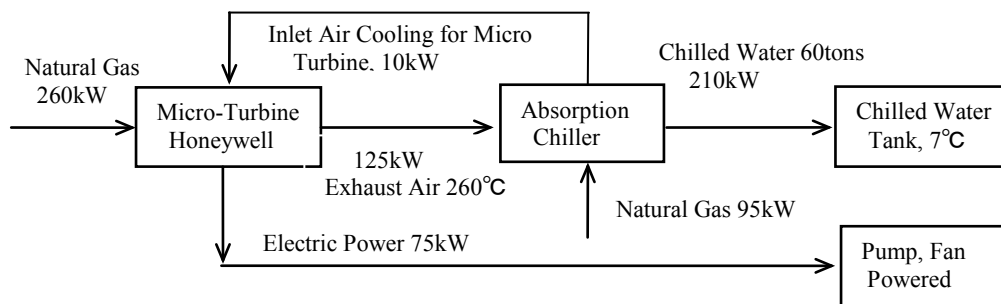 Inlet Air Cooling for Micro
Turbine, 10kW
Chilled Water 60tons
210kW
Natural Gas
260kW
Micro-Turbine
Honeywell
Absorption
Chiller
Chilled Water
Tank, 7℃
125kW
Exhaust Air 260℃
Natural Gas 95kW
Electric Power 75kW
Pump, Fan
Powered